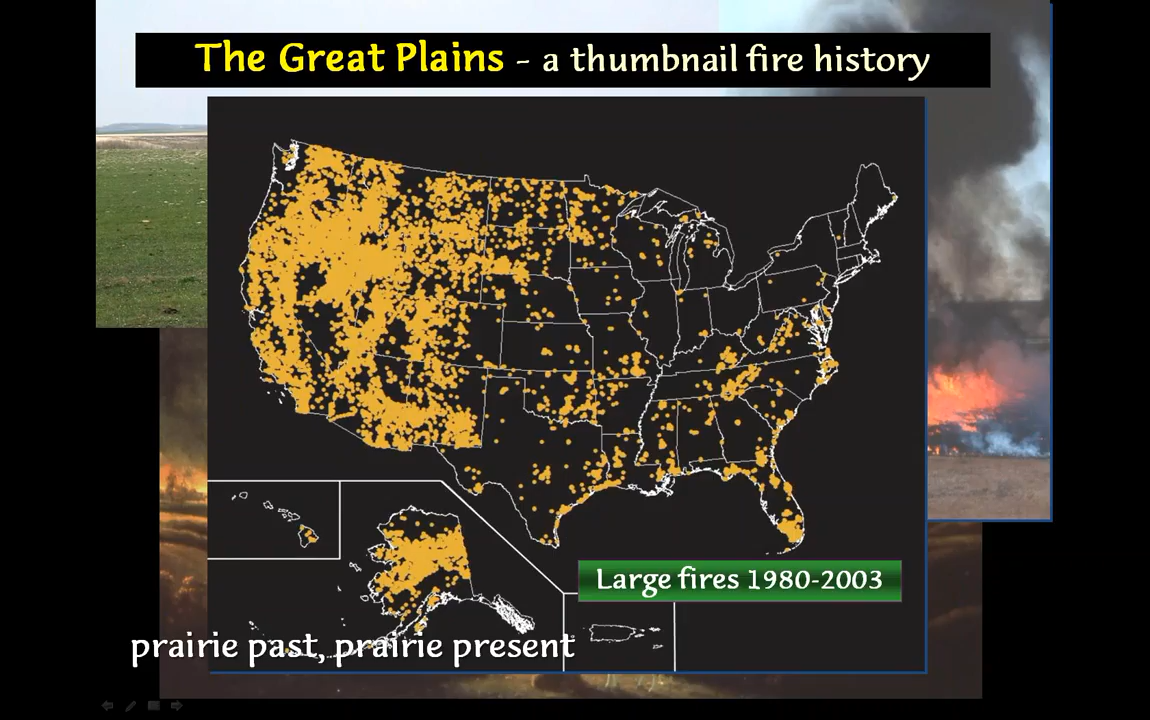 The Great Plains - a thumbnail fire history
Large fires 1980-2003
prairie past, prairie present